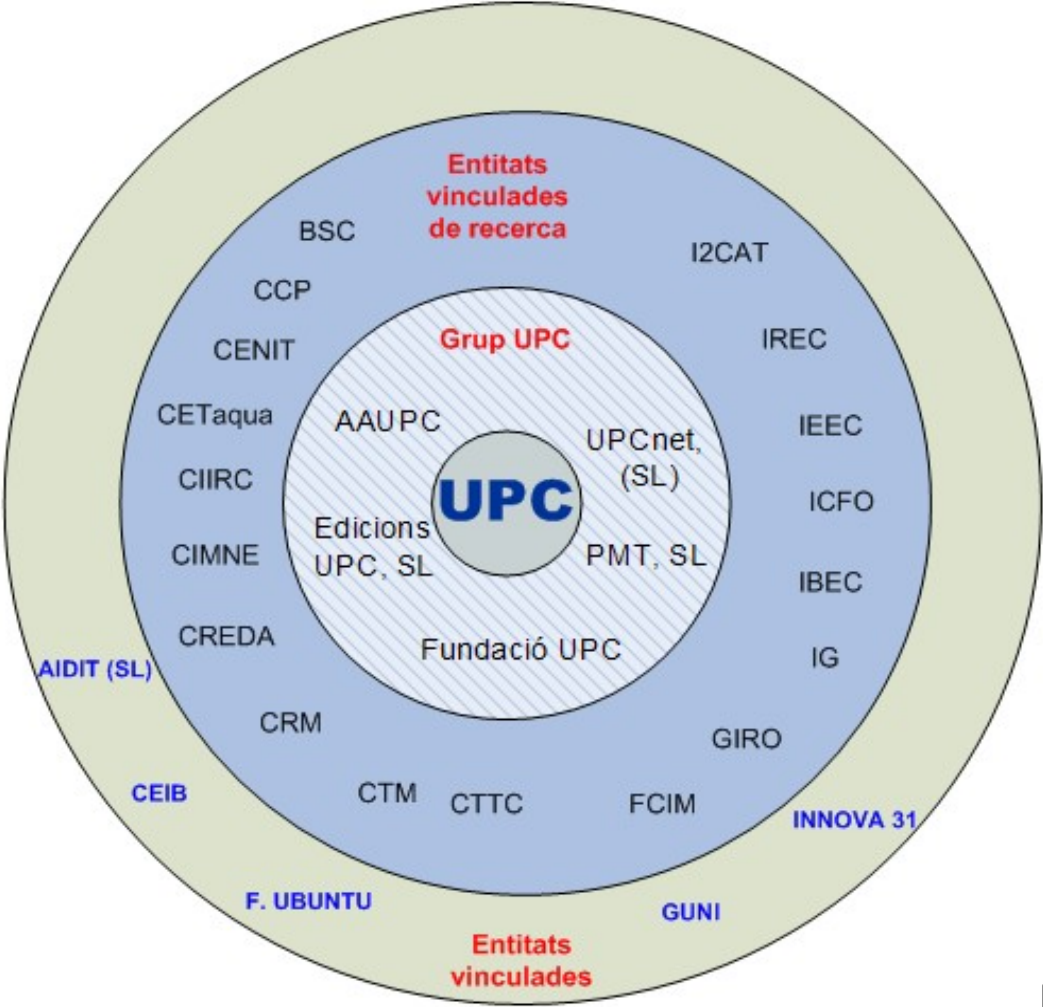 Entitats
vinculades
de recerca
BSC
I2CAT
CCP
IREC
CENIT
CETaqua
IEEC
CIIRC
ICFO
CIMNE
IBEC
CREDA
IG
CRM
GIRO
CTM
CTTC
FCIM
Grup UPC
AAUPC
UPCnet,
(SL)
UPC
Edicions
UPC, SL
PMT, SL
Fundació UPC
AIDIT (SL)
CEIB
INNOVA 31
F. UBUNTU
GUNI
Entitats
vinculades